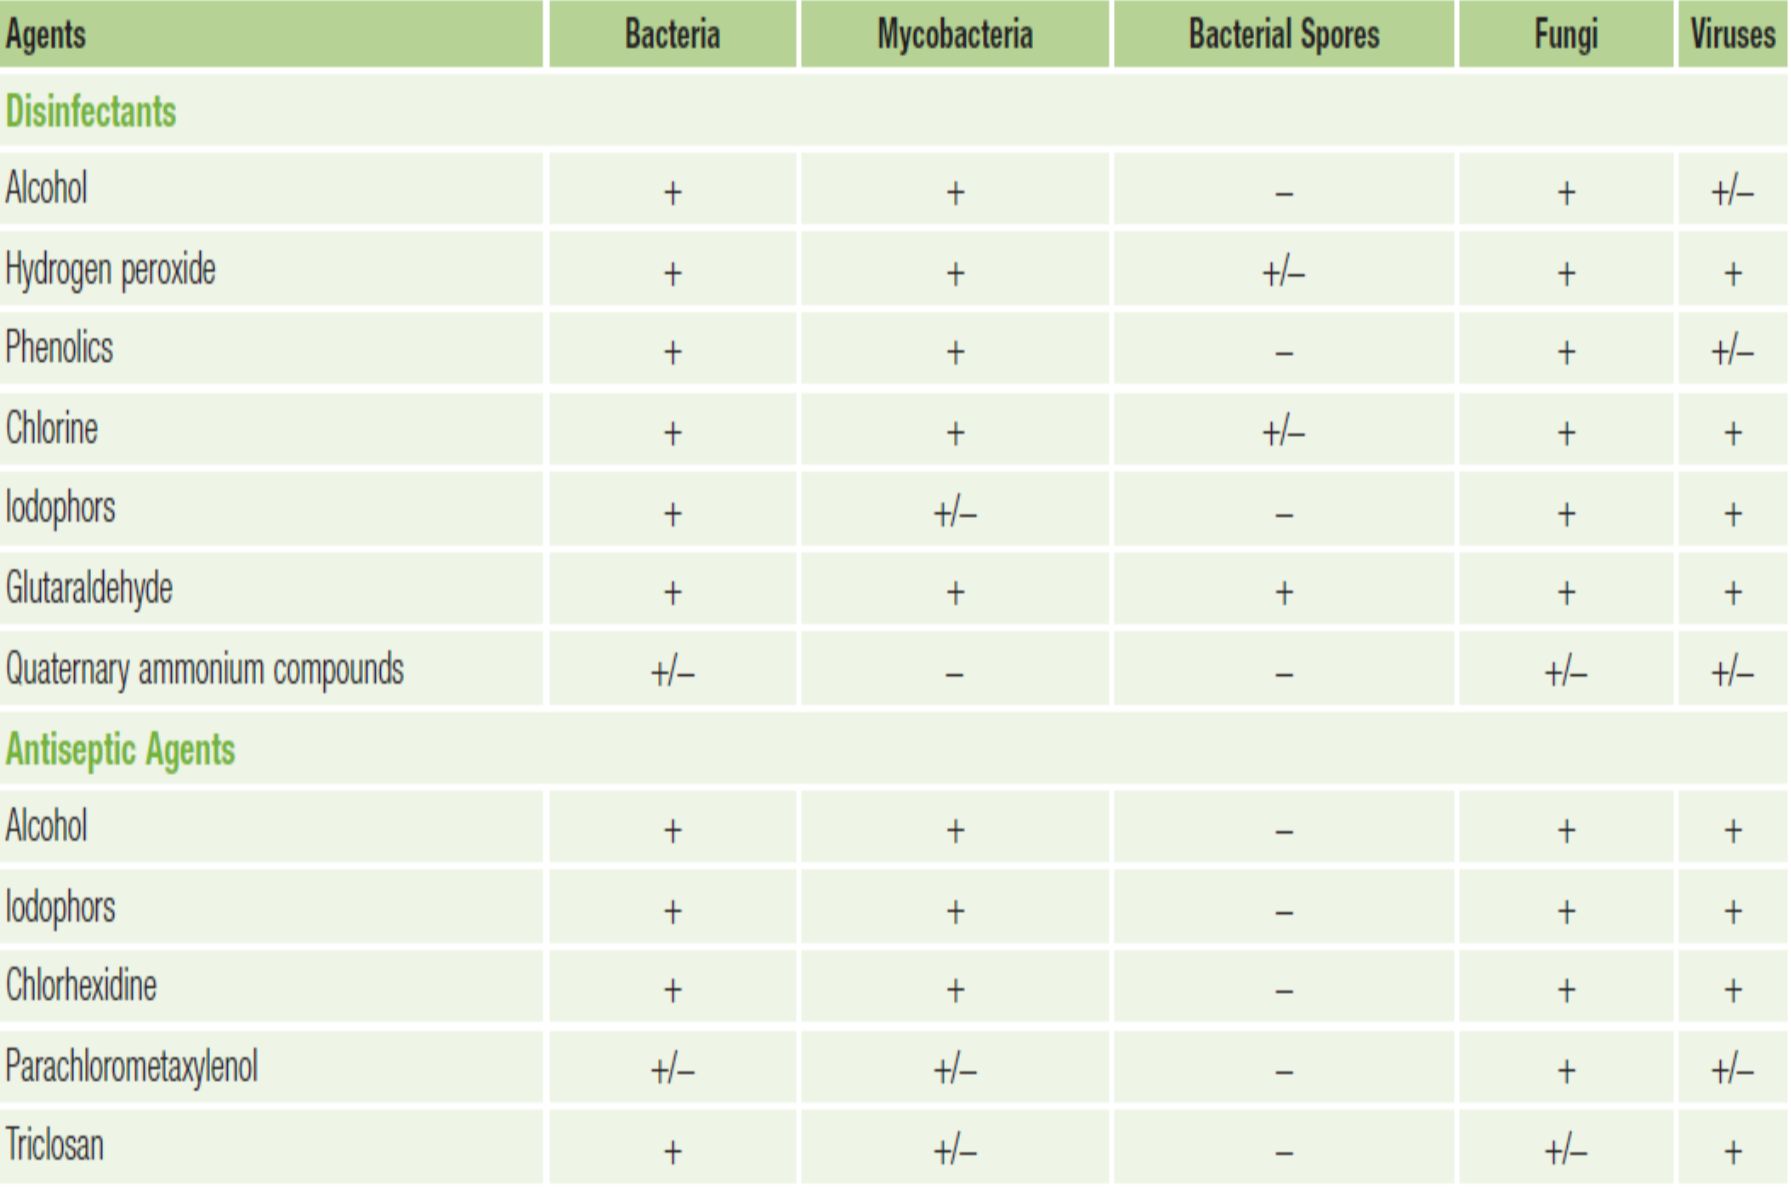 Agents Bacteria Mycobacteria Bacterial Spores Fungi Viruses
Disinfectants
Alcohol + + – + +/–
Hydrogen peroxide + + +/– + +
Phenolics + + – + +/–
Chlorine + + +/– + +
Iodophors + +/– – + +
Glutaraldehyde + + + + +
Quaternary ammonium compounds +/– – – +/– +/–
Antiseptic Agents
Alcohol + + – + +
Iodophors + + – + +
Chlorhexidine + + – + +
Parachlorometaxylenol +/– +/– – + +/–
Triclosan + +/– – +/– +